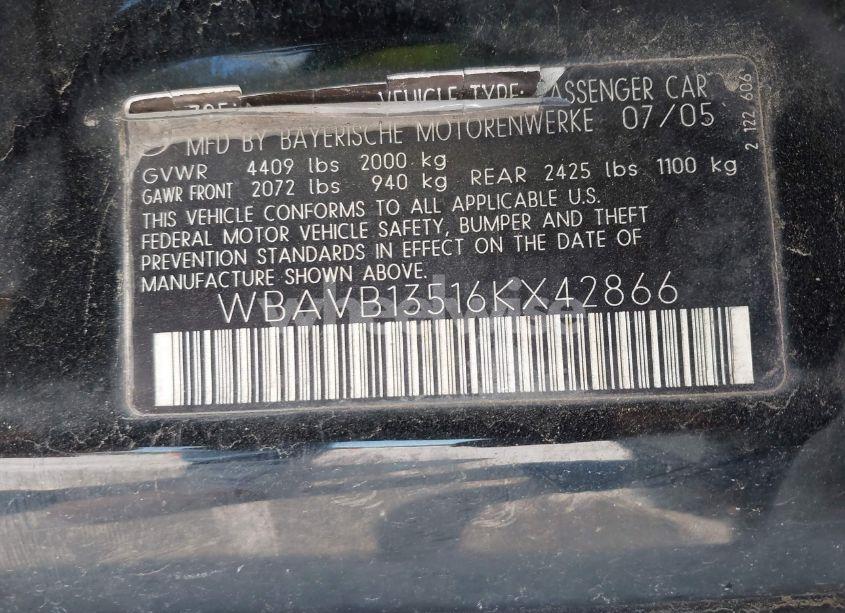 VEHICLE TYPE: PASSENGER CAR
MFD BY BAYERISCHE MOTORENWERKE 07/05
GVWR 4409 lbs 2000 kg
GAWR FRONT 2072 lbs 940 kg REAR 2425 lbs 1100 kg
THIS VEHICLE CONFORMS TO ALL APPLICABLE U.S.
FEDERAL MOTOR VEHICLE SAFETY, BUMPER AND THEFT
PREVENTION STANDARDS IN EFFECT ON THE DATE OF
MANUFACTURE SHOWN ABOVE.
WBAVB13516KX42866
wheelwise
2 122 606